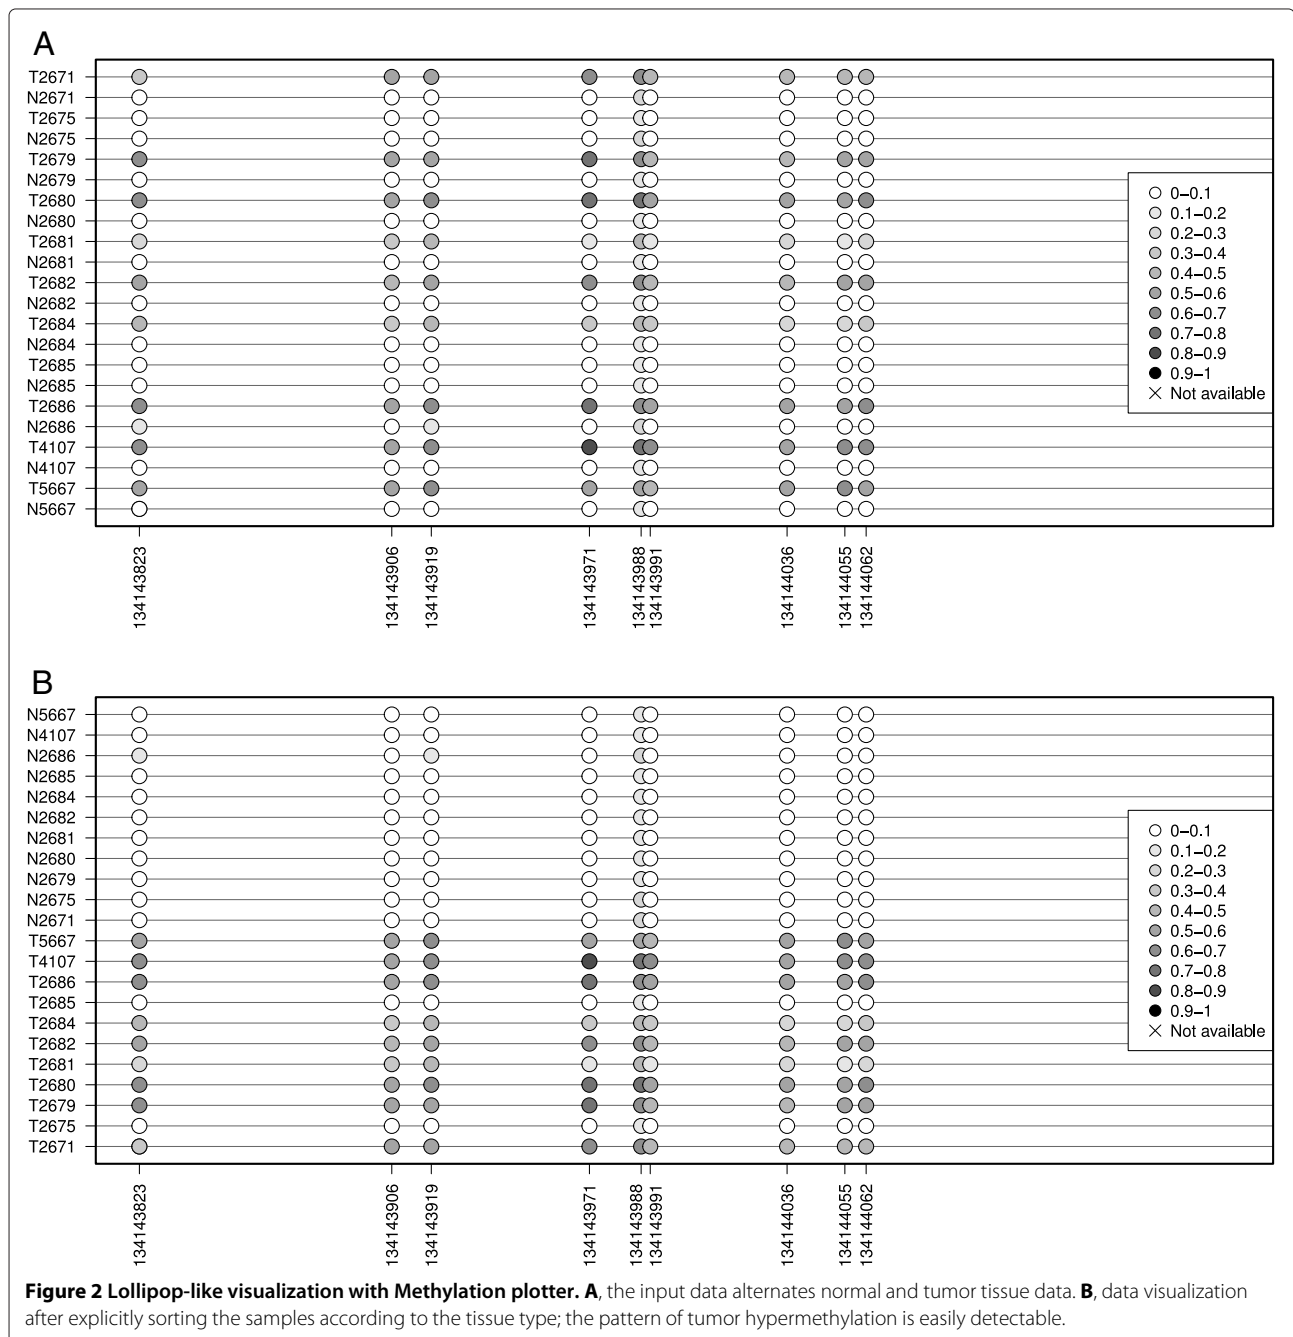 A
T2671
N2671
T2675
N2675
T2679
N2679
T2680
N2680
T2681
N2681
T2682
N2682
T2684
N2684
T2685
N2685
T2686
N2686
T4107
N4107
T5667
N5667
0–0.1
0.1–0.2
0.2–0.3
0.3–0.4
0.4–0.5
0.5–0.6
0.6–0.7
0.7–0.8
0.8–0.9
0.9–1
Not available
134143823
134143906
134143919
134143971
134143988
134143991
134144036
134144055
134144062
B
N5667
N4107
N2686
N2685
N2684
N2682
N2681
N2680
N2679
N2675
N2671
T5667
T4107
T2686
T2685
T2684
T2682
T2681
T2680
T2679
T2675
T2671
0–0.1
0.1–0.2
0.2–0.3
0.3–0.4
0.4–0.5
0.5–0.6
0.6–0.7
0.7–0.8
0.8–0.9
0.9–1
Not available
134143823
134143906
134143919
134143971
134143988
134143991
134144036
134144055
134144062
Figure 2 Lollipop-like visualization with Methylation plotter. A, the input data alternates normal and tumor tissue data. B, data visualization
after explicitly sorting the samples according to the tissue type; the pattern of tumor hypermethylation is easily detectable.